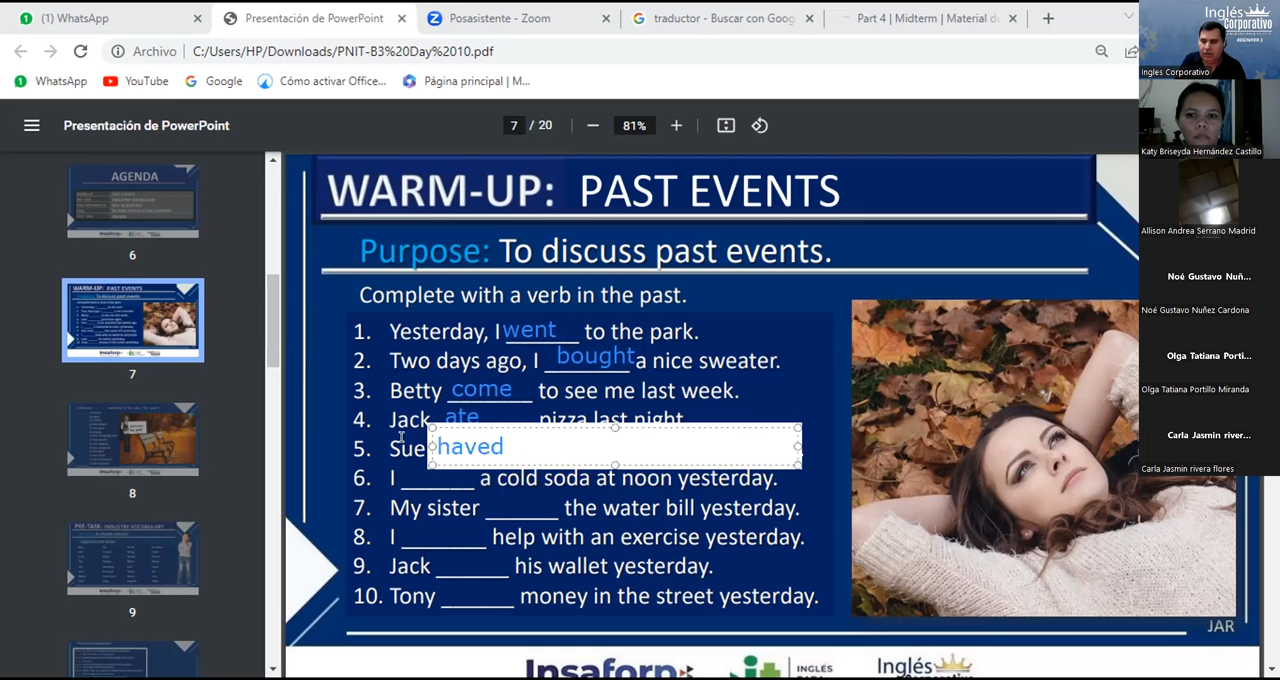 (1) WhatsApp
Presentación de PowerPoint
Posasistente - Zoom
traductor - Buscar con Goog
Part 4 | Midterm | Material d
Archivo
C:/Users/HP/Downloads/PNIT-B3%20Day%2010.pdf
WhatsApp
YouTube
Google
Cómo activar Office...
Página principal | M...
Presentación de PowerPoint
7 / 20
81%
AGENDA
6
7
8
9
WARM-UP: PAST EVENTS
Purpose: To discuss past events.
Complete with a verb in the past.
1. Yesterday, I went to the park.
2. Two days ago, I bought a nice sweater.
3. Betty come to see me last week.
4. Jack ate pizza last night.
5. Sue haved
6. I ______ a cold soda at noon yesterday.
7. My sister ______ the water bill yesterday.
8. I _______ help with an exercise yesterday.
9. Jack ______ his wallet yesterday.
10. Tony ______ money in the street yesterday.
JAR
Insaforp
INGLÉS
Inglés
Inglés
Corporativo
BEGINNER 3
Ingles Corporativo
Katy Briseyda Hernández Castillo
Allison Andrea Serrano Madrid
Noé Gustavo Nuñ...
Noé Gustavo Nuñez Cardona
Olga Tatiana Porti...
Olga Tatiana Portillo Miranda
Carla Jasmin river...
Carla Jasmin rivera flores